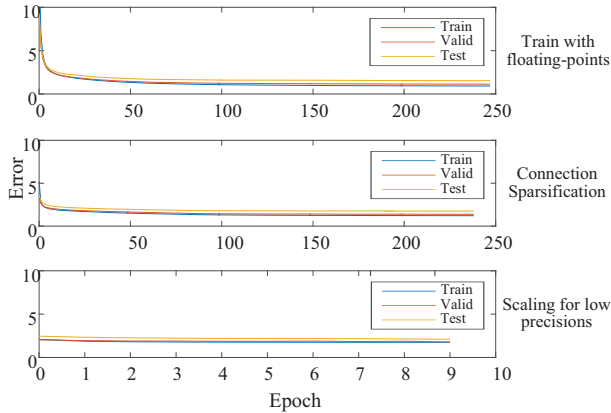 10
5
0
0 50 100 150 200 250
Train
Valid
Test
Train with
floating-points
10
5
0
0 50 100 150 200 250
Train
Valid
Test
Connection
Sparsification
Error
10
5
0
0 1 2 3 4 5 6 7 8 9 10
Train
Valid
Test
Scaling for low
precisions
Epoch